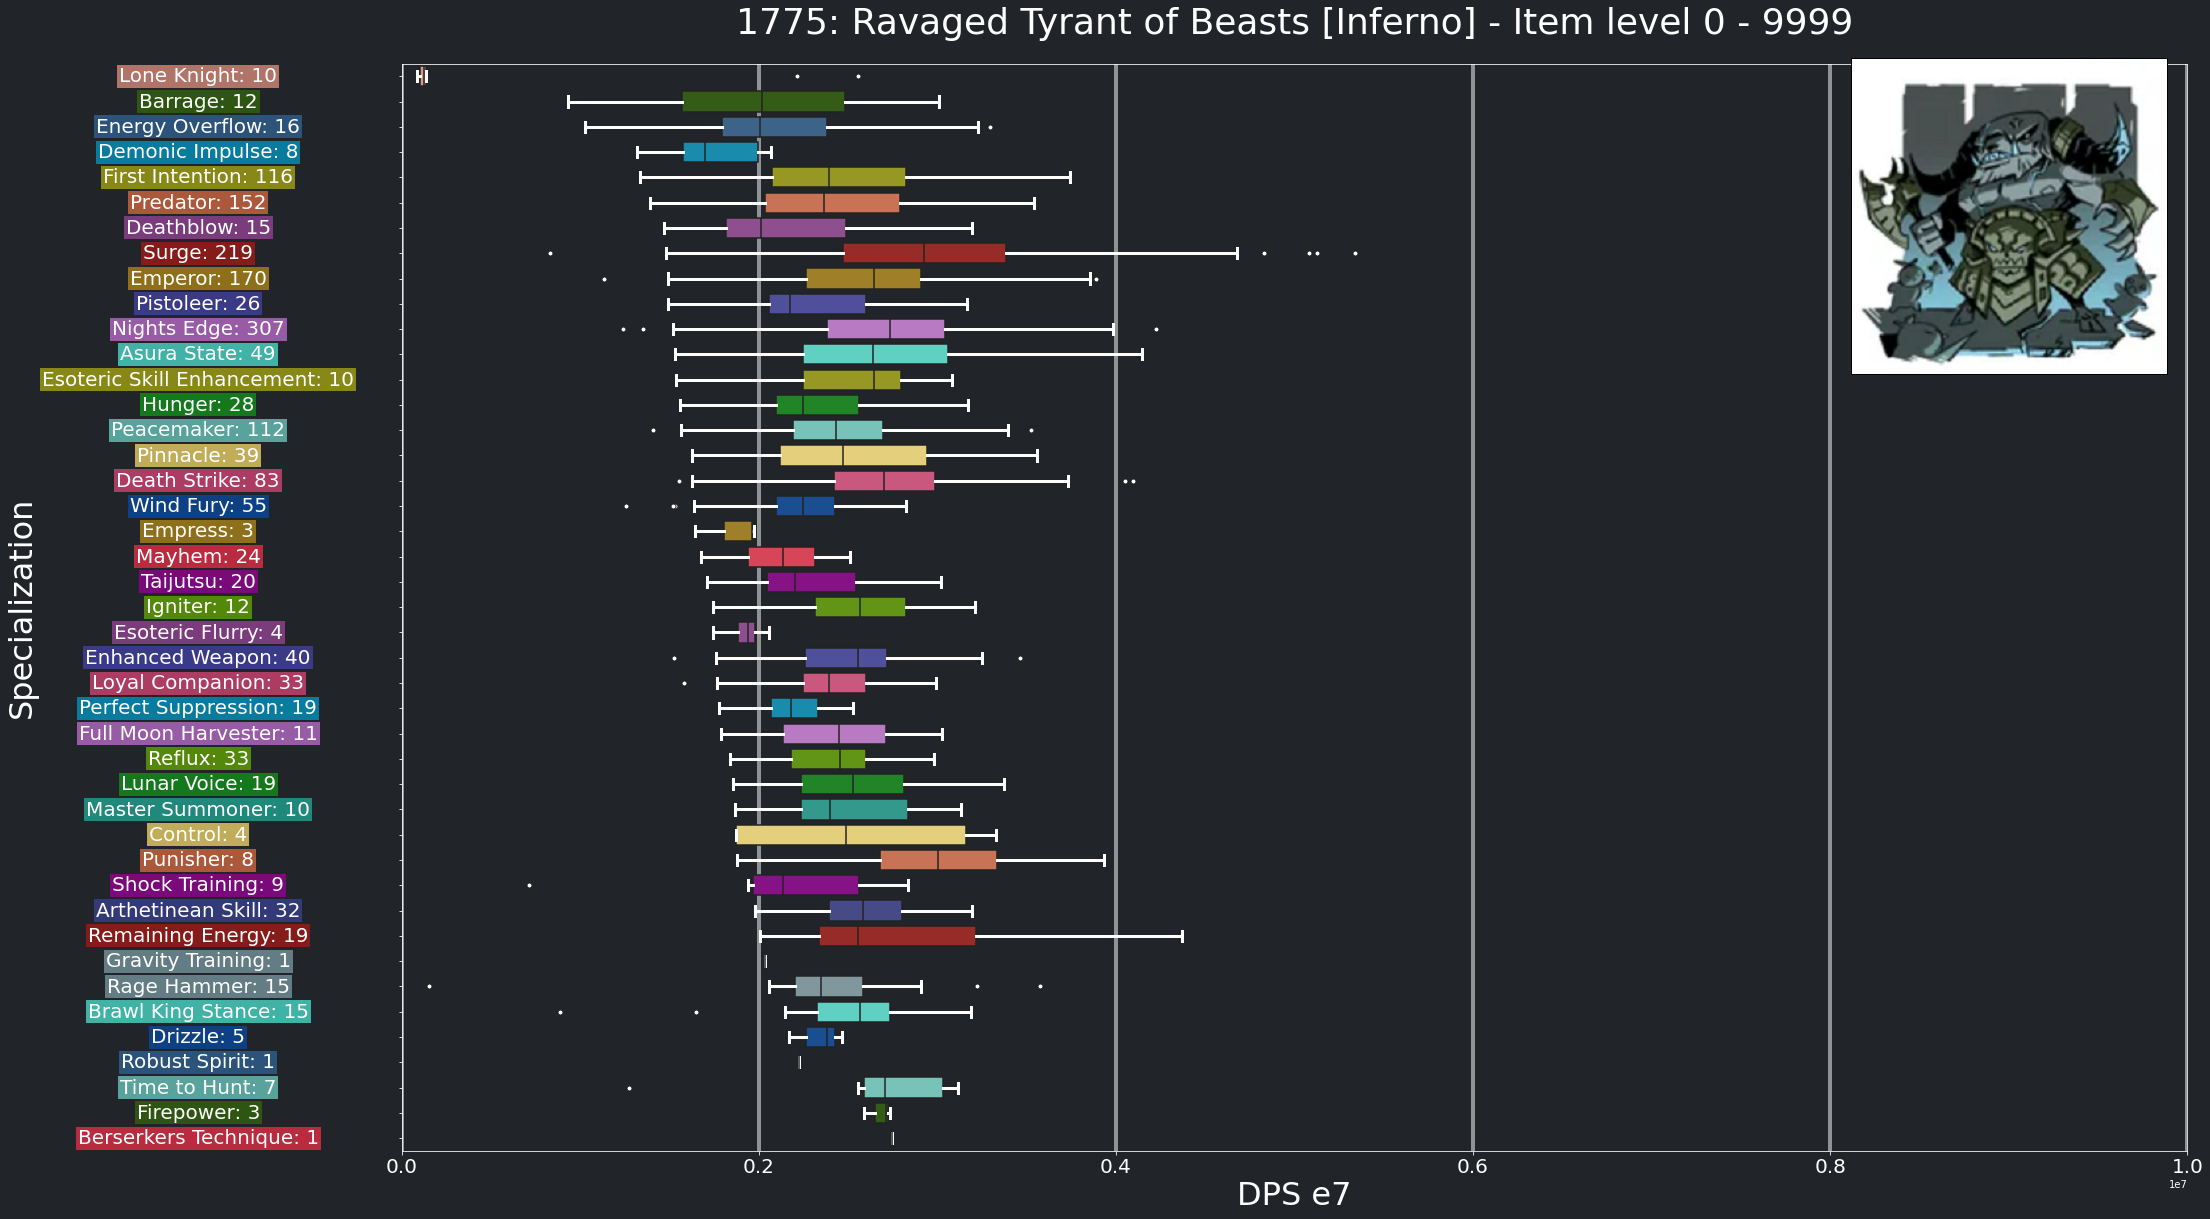 1775: Ravaged Tyrant of Beasts [Inferno] - Item level 0 - 9999
Specialization
Lone Knight: 10
Barrage: 12
Energy Overflow: 16
Demonic Impulse: 8
First Intention: 116
Predator: 152
Deathblow: 15
Surge: 219
Emperor: 170
Pistoleer: 26
Nights Edge: 307
Asura State: 49
Esoteric Skill Enhancement: 10
Hunger: 28
Peacemaker: 112
Pinnacle: 39
Death Strike: 83
Wind Fury: 55
Empress: 3
Mayhem: 24
Taijutsu: 20
Igniter: 12
Esoteric Flurry: 4
Enhanced Weapon: 40
Loyal Companion: 33
Perfect Suppression: 19
Full Moon Harvester: 11
Reflux: 33
Lunar Voice: 19
Master Summoner: 10
Control: 4
Punisher: 8
Shock Training: 9
Arthetinean Skill: 32
Remaining Energy: 19
Gravity Training: 1
Rage Hammer: 15
Brawl King Stance: 15
Drizzle: 5
Robust Spirit: 1
Time to Hunt: 7
Firepower: 3
Berserkers Technique: 1
0.0 0.2 0.4 0.6 0.8 1.0
1e7
DPS e7